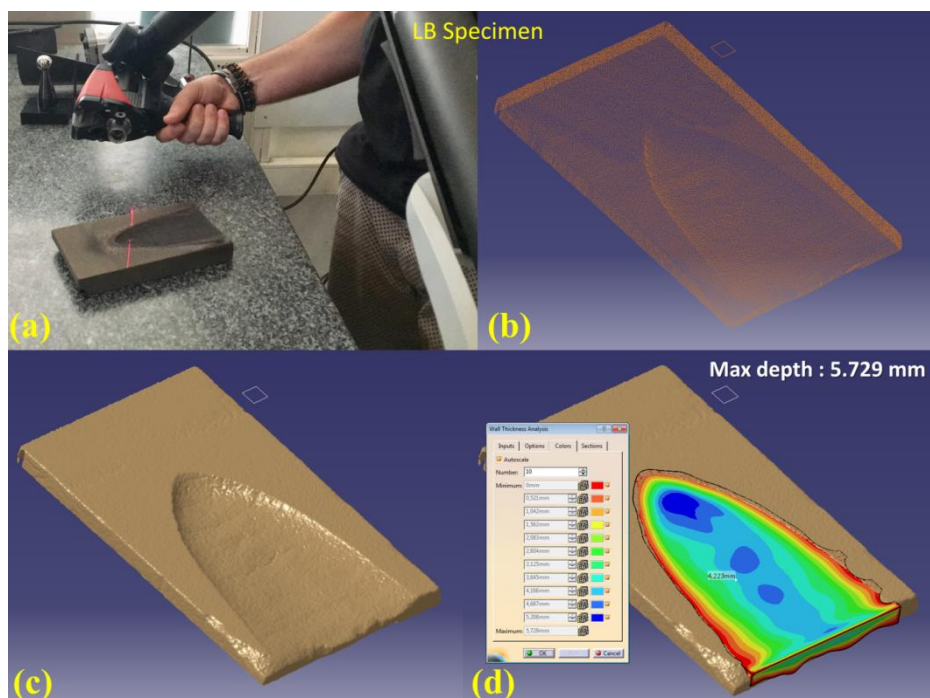 LB Specimen
(a)
(b)
(c)
Max depth : 5.729 mm
Wall Thickness Analysis
Inputs Options Colors Sections
Autoscale
Number: 10
Minimum: 0mm
0,521mm
1,042mm
1,562mm
2,083mm
2,604mm
3,125mm
3,645mm
4,166mm
4,687mm
5,208mm
Maximum: 5,729mm
OK
Cancel
4.223mm
(d)